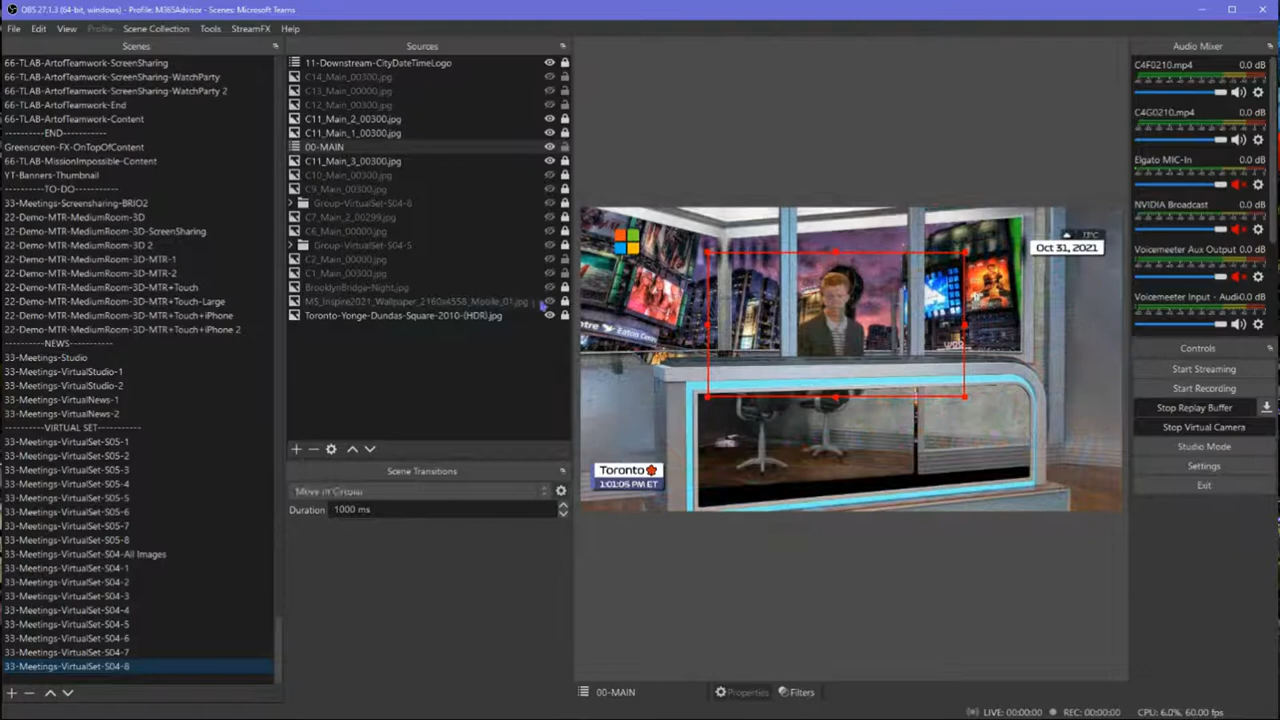 OBS 27.1.3 (64-bit, windows) - Profile: M365Advisor - Scenes: Microsoft Teams
File Edit View Profile Scene Collection Tools StreamFX Help
Scenes
66-TLAB-ArtofTeamwork-ScreenSharing
66-TLAB-ArtofTeamwork-ScreenSharing-WatchParty
66-TLAB-ArtofTeamwork-ScreenSharing-WatchParty 2
66-TLAB-ArtofTeamwork-End
66-TLAB-ArtofTeamwork-Content
----------END----------
Greenscreen-FX-OnTopOfContent
66-TLAB-MissionImpossible-Content
YT-Banners-Thumbnail
----------TO-DO----------
33-Meetings-Screensharing-BRIO2
22-Demo-MTR-MediumRoom-3D
22-Demo-MTR-MediumRoom-3D-ScreenSharing
22-Demo-MTR-MediumRoom-3D 2
22-Demo-MTR-MediumRoom-3D-MTR-1
22-Demo-MTR-MediumRoom-3D-MTR-2
22-Demo-MTR-MediumRoom-3D-MTR+Touch
22-Demo-MTR-MediumRoom-3D-MTR+Touch-Large
22-Demo-MTR-MediumRoom-3D-MTR+Touch+iPhone
22-Demo-MTR-MediumRoom-3D-MTR+Touch+iPhone 2
----------NEWS----------
33-Meetings-Studio
33-Meetings-VirtualStudio-1
33-Meetings-VirtualStudio-2
33-Meetings-VirtualNews-1
33-Meetings-VirtualNews-2
----------VIRTUAL SET----------
33-Meetings-VirtualSet-S05-1
33-Meetings-VirtualSet-S05-2
33-Meetings-VirtualSet-S05-3
33-Meetings-VirtualSet-S05-4
33-Meetings-VirtualSet-S05-5
33-Meetings-VirtualSet-S05-6
33-Meetings-VirtualSet-S05-7
33-Meetings-VirtualSet-S05-8
33-Meetings-VirtualSet-S04-All Images
33-Meetings-VirtualSet-S04-1
33-Meetings-VirtualSet-S04-2
33-Meetings-VirtualSet-S04-3
33-Meetings-VirtualSet-S04-4
33-Meetings-VirtualSet-S04-5
33-Meetings-VirtualSet-S04-6
33-Meetings-VirtualSet-S04-7
33-Meetings-VirtualSet-S04-8
Sources
11-Downstream-CityDateTimeLogo
C14_Main_00300.jpg
C13_Main_00000.jpg
C12_Main_00300.jpg
C11_Main_2_00300.jpg
C11_Main_1_00300.jpg
00-MAIN
C11_Main_3_00300.jpg
C10_Main_00300.jpg
C9_Main_00300.jpg
Group-VirtualSet-S04-8
C7_Main_2_00299.jpg
C6_Main_00000.jpg
Group-VirtualSet-S04-5
C2_Main_00000.jpg
C1_Main_00300.jpg
BrooklynBridge-Night.jpg
MS_Inspire2021_Wallpaper_2160x4558_Mobile_01.jpg
Toronto-Yonge-Dundas-Square-2010-(HDR).jpg
Scene Transitions
Duration 1000 ms
Oct 31, 2021
Eaton Cent
Toronto
1:01:05 PM ET
00-MAIN Properties Filters
Audio Mixer
C4F0210.mp4 0.0 dB
C4G0210.mp4 0.0 dB
Elgato MIC-In 0.0 dB
NVIDIA Broadcast 0.0 dB
Voicemeeter Aux Output 0.0 dB
Voicemeeter Input - Audi 0.0 dB
Controls
Start Streaming
Start Recording
Stop Replay Buffer
Stop Virtual Camera
Studio Mode
Settings
Exit
LIVE: 00:00:00 REC: 00:00:00 CPU: 6.0%, 60.00 fps